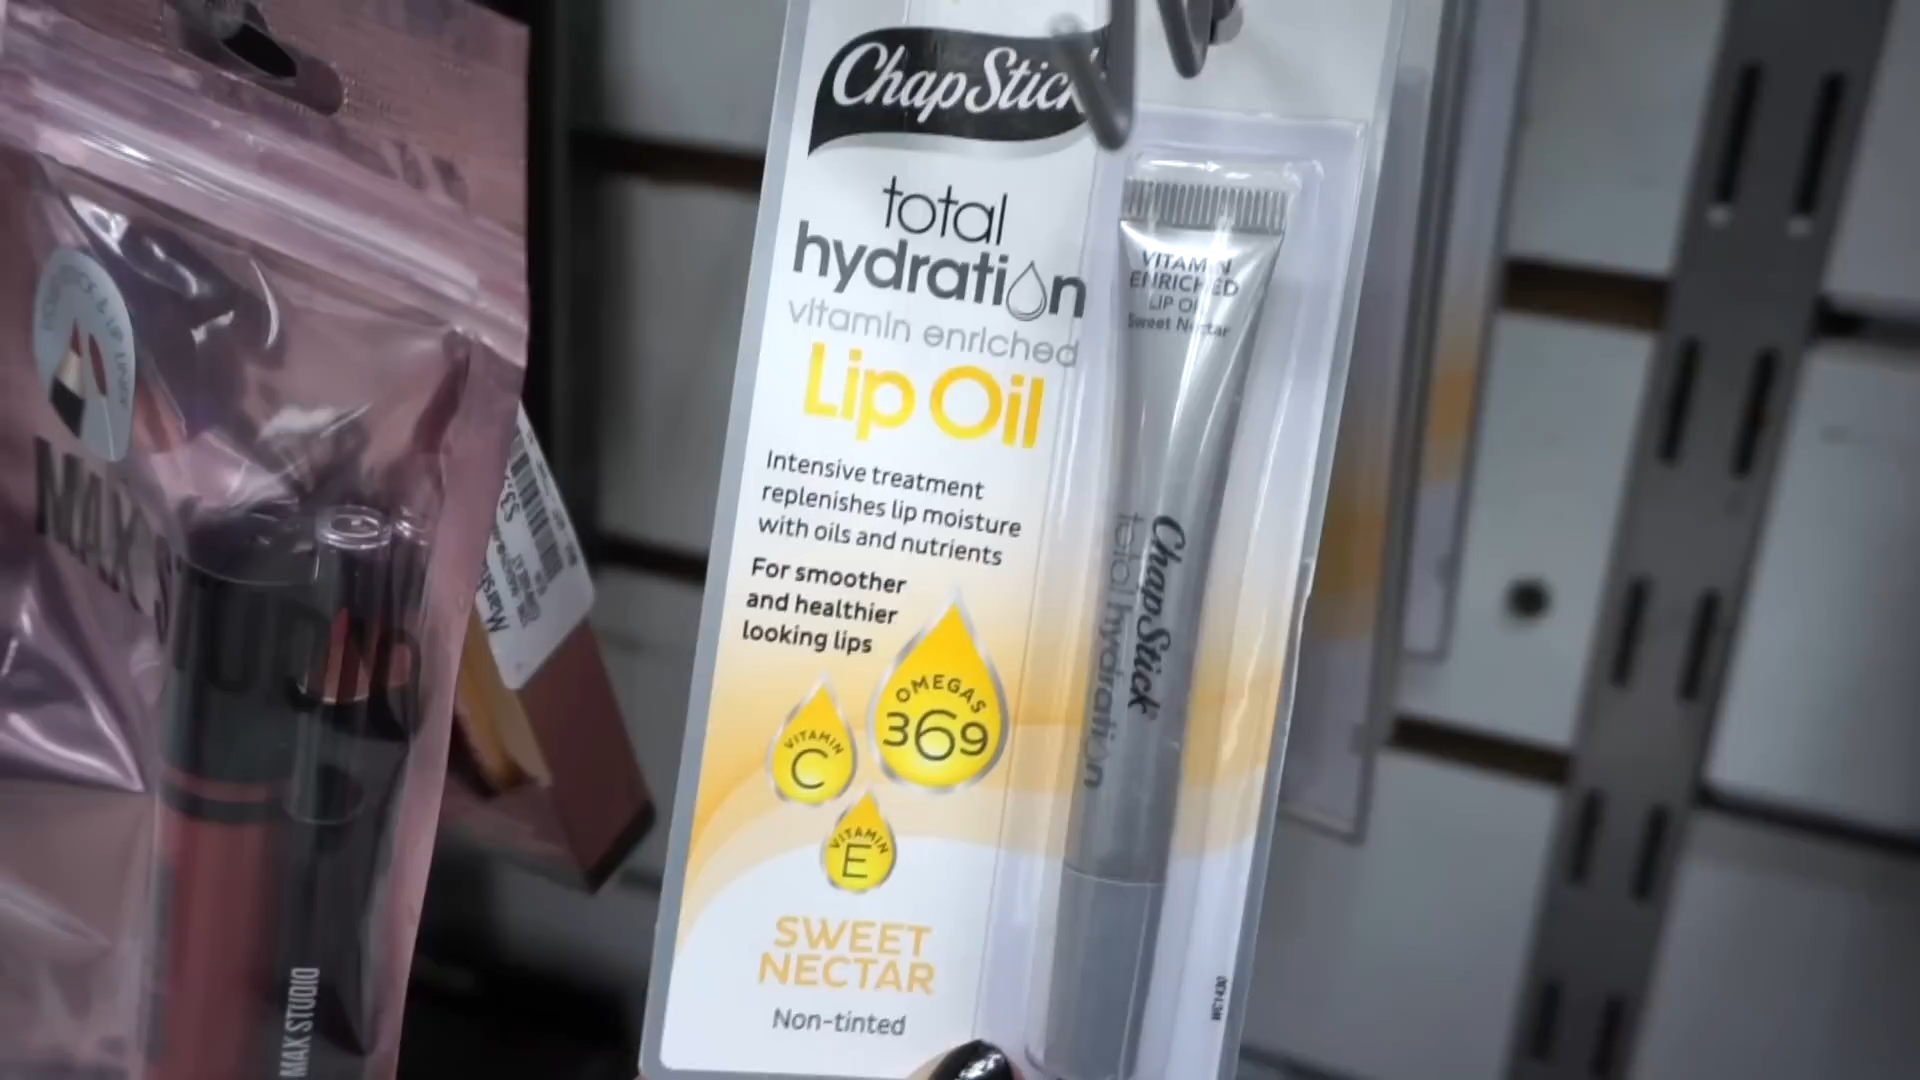 ChapStick
total
hydration
vitamin enriched
Lip Oil
Intensive treatment
replenishes lip moisture
with oils and nutrients
For smoother
and healthier
looking lips
OMEGAS
369
VITAMIN
C
VITAMIN
E
SWEET
NECTAR
Non-tinted
VITAMIN
ENRICHED
LIP OIL
Sweet Nectar
ChapStick
total hydration
& LIP LINER
MAX STUDIO
MAX STUDIO